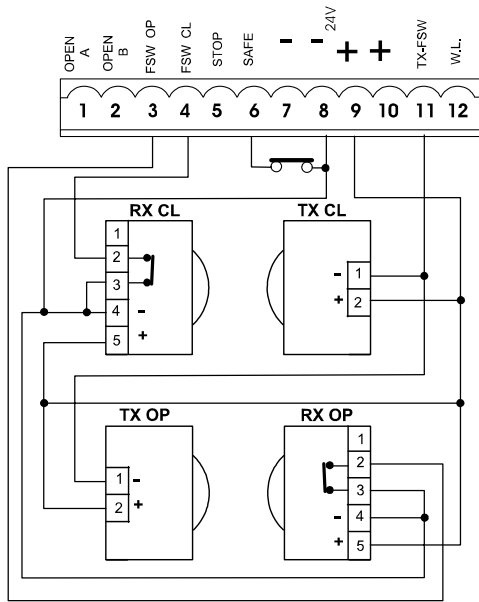 OPEN A
OPEN B
FSW OP
FSW CL
STOP
SAFE
-
-
24V
+
+
TX-FSW
W.L.
1 2 3 4 5 6 7 8 9 10 11 12
RX CL
1
2
3
4 -
5 +
TX CL
- 1
+ 2
TX OP
1 -
2 +
RX OP
1
2
3
- 4
+ 5